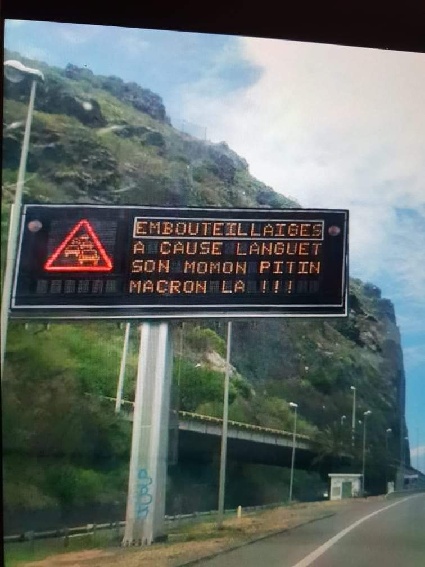 EMBOUTEILLAIGES
A CAUSE LANGUET
SON MOMON PITIN
MACRON LA !!!